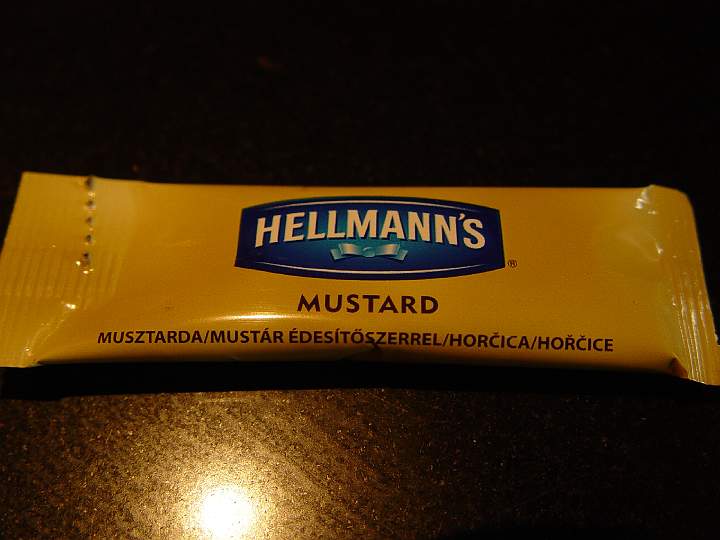 HELLMANN'S
®
MUSTARD
MUSZTARDA/MUSTÁR ÉDESÍTŐSZERREL/HORČICA/HOŘČICE